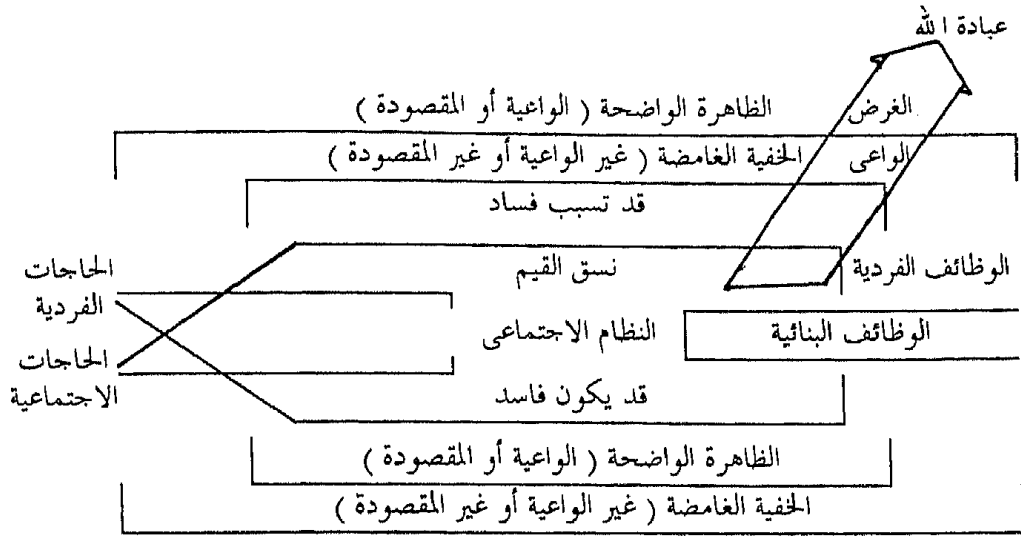 عبادة الله
الغرض الظاهرة الواضحة ( الواعية أو المقصودة )
الواعى الخفية الغامضة ( غير الواعية أو غير المقصودة )
قد تسبب فساد
الحاجات الفردية
نسق القيم
الوظائف الفردية
النظام الاجتماعى
الوظائف البنائية
الحاجات الاجتماعية
قد يكون فاسد
الظاهرة الواضحة ( الواعية أو المقصودة )
الخفية الغامضة ( غير الواعية أو غير المقصودة )